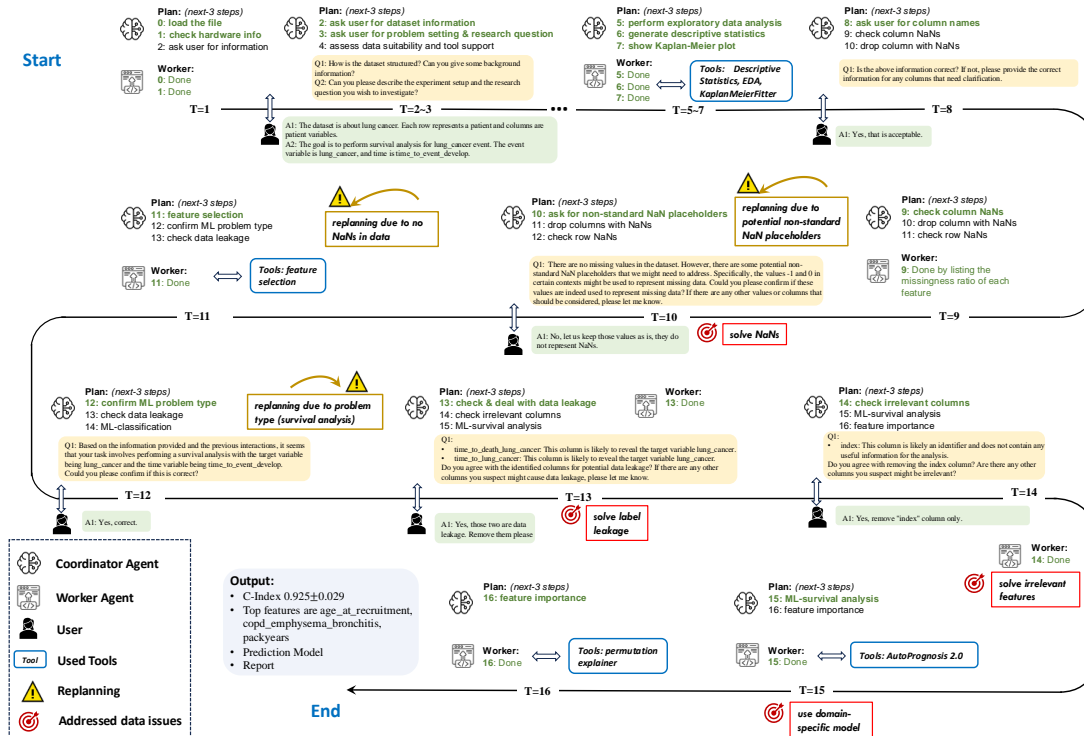 Start
Plan: (next-3 steps)
0: load the file
1: check hardware info
2: ask user for information
Worker:
0: Done
1: Done
T=1
Plan: (next-3 steps)
2: ask user for dataset information
3: ask user for problem setting & research question
4: assess data suitability and tool support
Q1: How is the dataset structured? Can you give some background
information?
Q2: Can you please describe the experiment setup and the research
question you wish to investigate?
T=2~3
A1: The dataset is about lung cancer. Each row represents a patient and columns are
patient variables.
A2: The goal is to perform survival analysis for lung_cancer event. The event
variable is lung_cancer, and time is time_to_event_develop.
Plan: (next-3 steps)
5: perform exploratory data analysis
6: generate descriptive statistics
7: show Kaplan-Meier plot
Worker:
5: Done
6: Done
7: Done
Tools: Descriptive
Statistics, EDA,
KaplanMeierFitter
T=5~7
Plan: (next-3 steps)
8: ask user for column names
9: check column NaNs
10: drop column with NaNs
Q1: Is the above information correct? If not, please provide the correct
information for any columns that need clarification.
T=8
A1: Yes, that is acceptable.
Plan: (next-3 steps)
11: feature selection
12: confirm ML problem type
13: check data leakage
replanning due to no
NaNs in data
Worker:
11: Done
Tools: feature
selection
T=11
Plan: (next-3 steps)
10: ask for non-standard NaN placeholders
11: drop columns with NaNs
12: check row NaNs
replanning due to
potential non-standard
NaN placeholders
Q1: There are no missing values in the dataset. However, there are some potential non-
standard NaN placeholders that we might need to address. Specifically, the values -1 and 0 in
certain contexts might be used to represent missing data. Could you please confirm if these
values are indeed used to represent missing data? If there are any other values or columns that
should be considered, please let me know.
T=10
A1: No, let us keep those values as is, they do
not represent NaNs.
solve NaNs
Plan: (next-3 steps)
9: check column NaNs
10: drop column with NaNs
11: check row NaNs
Worker:
9: Done by listing the
missingness ratio of each
feature
T=9
Plan: (next-3 steps)
12: confirm ML problem type
13: check data leakage
14: ML-classification
replanning due to problem
type (survival analysis)
Q1: Based on the information provided and the previous interactions, it seems
that your task involves performing a survival analysis with the target variable
being lung_cancer and the time variable being time_to_event_develop.
Could you please confirm if this is correct?
T=12
A1: Yes, correct.
Plan: (next-3 steps)
13: check & deal with data leakage
14: check irrelevant columns
15: ML-survival analysis
Worker:
13: Done
Q1:
• time_to_death_lung_cancer: This column is likely to reveal the target variable lung_cancer.
• time_to_lung_cancer: This column is likely to reveal the target variable lung_cancer.
Do you agree with the identified columns for potential data leakage? If there are any other
columns you suspect might cause data leakage, please let me know.
T=13
A1: Yes, those two are data
leakage. Remove them please
solve label
leakage
Plan: (next-3 steps)
14: check irrelevant columns
15: ML-survival analysis
16: feature importance
Q1:
• index: This column is likely an identifier and does not contain any
useful information for the analysis.
Do you agree with removing the index column? Are there any other
columns you suspect might be irrelevant?
T=14
A1: Yes, remove "index" column only.
Worker:
14: Done
solve irrelevant
features
Coordinator Agent
Worker Agent
User
Tool
Used Tools
Replanning
Addressed data issues
Output:
• C-Index 0.925±0.029
• Top features are age_at_recruitment,
copd_emphysema_bronchitis,
packyears
• Prediction Model
• Report
Plan: (next-3 steps)
16: feature importance
Worker:
16: Done
Tools: permutation
explainer
T=16
Plan: (next-3 steps)
15: ML-survival analysis
16: feature importance
Worker:
15: Done
Tools: AutoPrognosis 2.0
T=15
use domain-
specific model
End